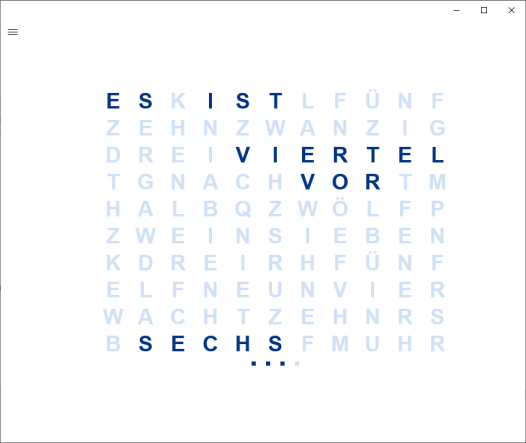 E S K I S T L F Ü N F
Z E H N Z W A N Z I G
D R E I V I E R T E L
T G N A C H V O R T M
H A L B Q Z W Ö L F P
Z W E I N S I E B E N
K D R E I R H F Ü N F
E L F N E U N V I E R
W A C H T Z E H N R S
B S E C H S F M U H R